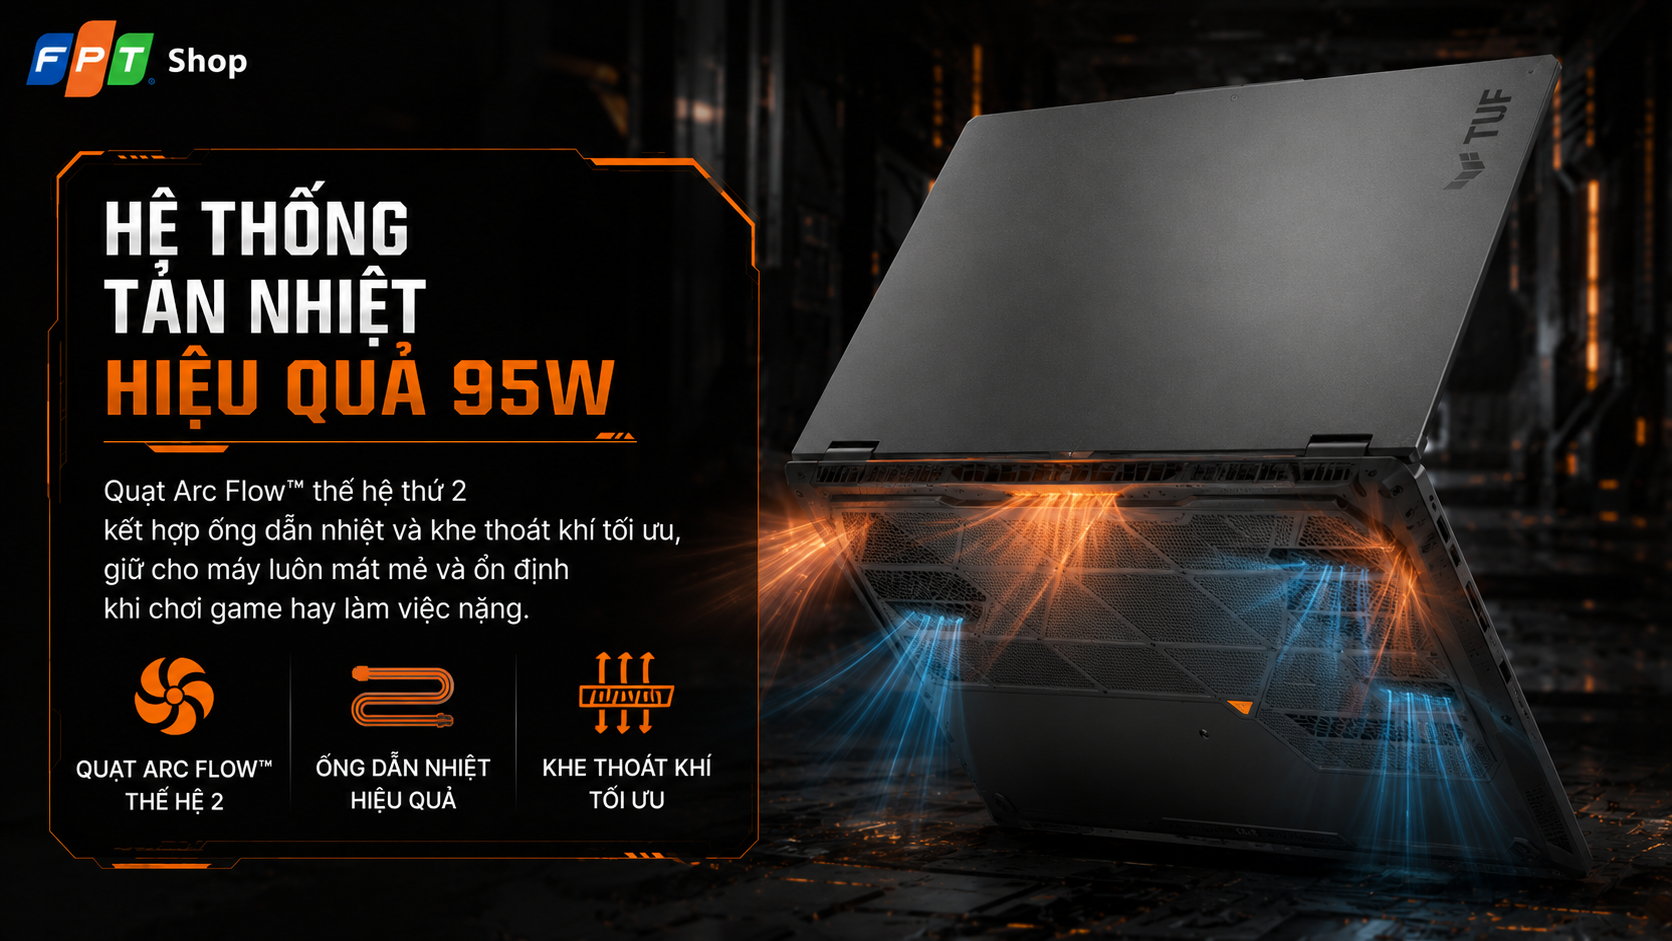 FPT Shop
TUF
HỆ THỐNG
TẢN NHIỆT
HIỆU QUẢ 95W
Quạt Arc Flow™ thế hệ thứ 2
kết hợp ống dẫn nhiệt và khe thoát khí tối ưu,
giữ cho máy luôn mát mẻ và ổn định
khi chơi game hay làm việc nặng.
QUẠT ARC FLOW™
THẾ HỆ 2
ỐNG DẪN NHIỆT
HIỆU QUẢ
KHE THOÁT KHÍ
TỐI ƯU